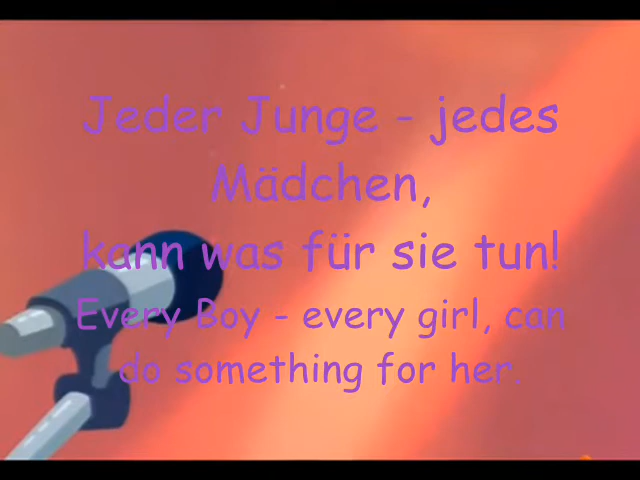 Jeder Junge - jedes
Mädchen,
kann was für sie tun!
Every Boy - every girl, can
do something for her.